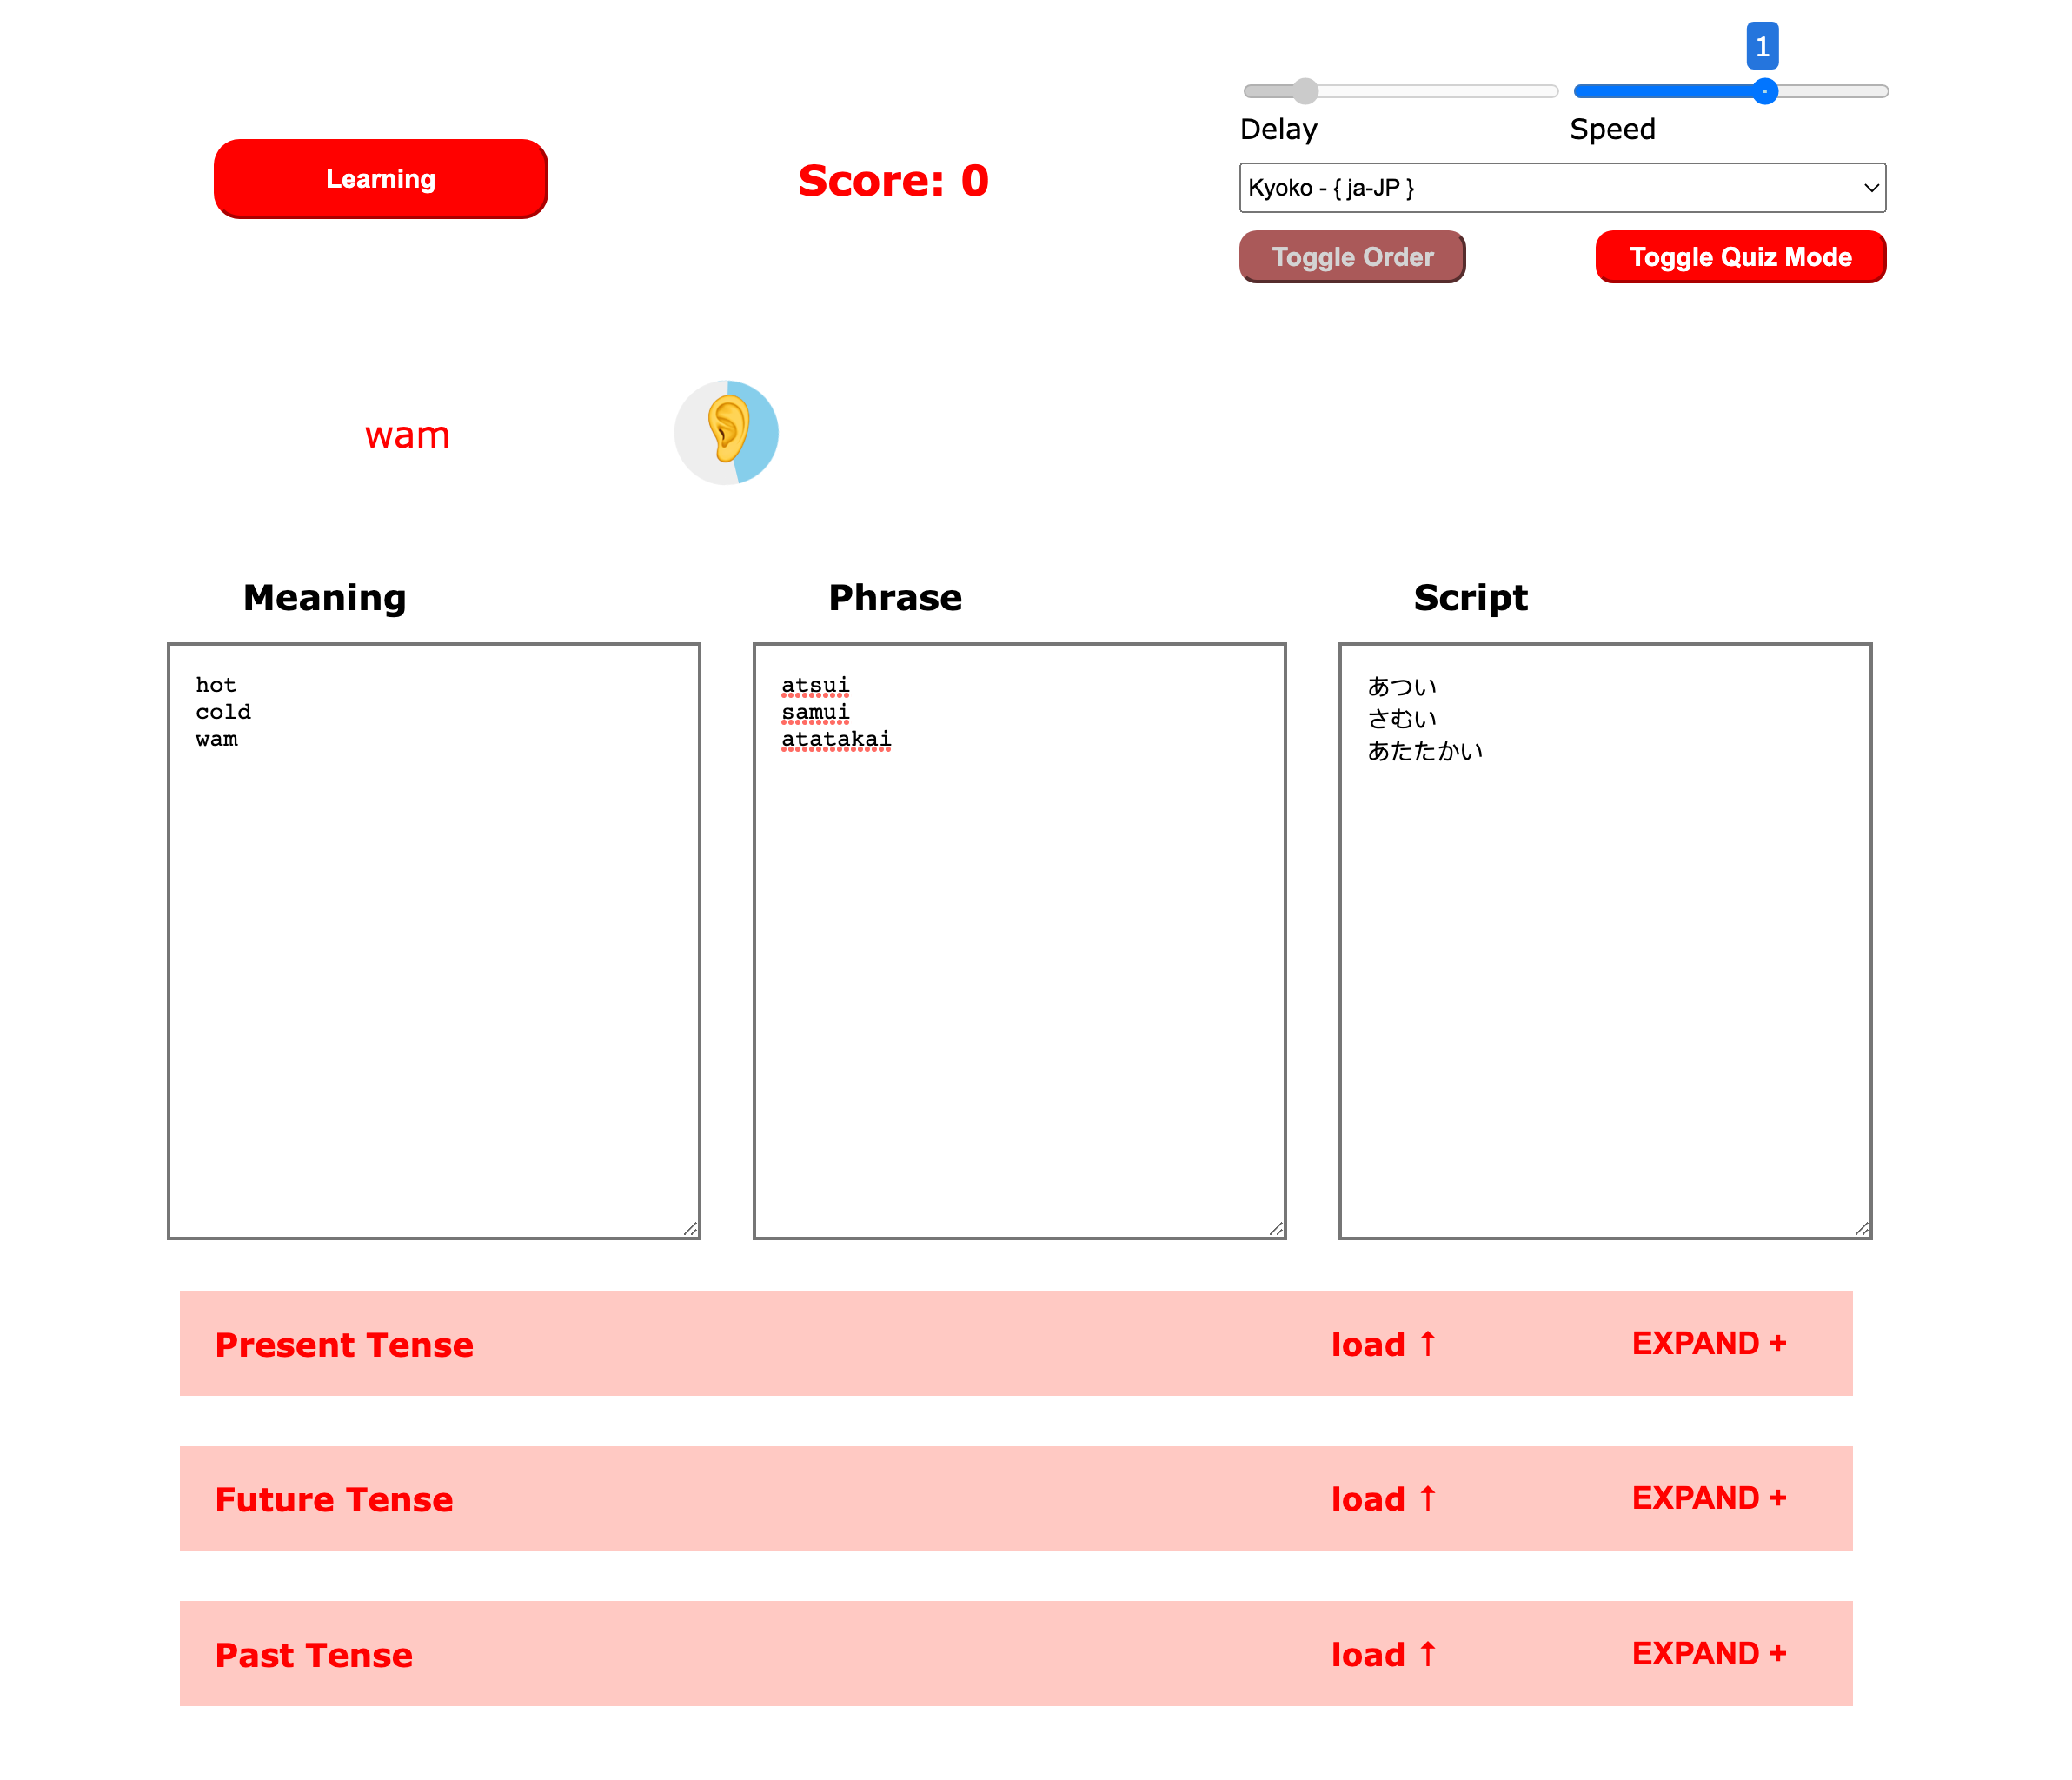 1
Delay
Speed
Learning
Score: 0
Kyoko - { ja-JP }
Toggle Order
Toggle Quiz Mode
wam
Meaning
Phrase
Script
hot
cold
wam
atsui
samui
atatakai
あつい
さむい
あたたかい
Present Tense
load ↑
EXPAND +
Future Tense
load ↑
EXPAND +
Past Tense
load ↑
EXPAND +